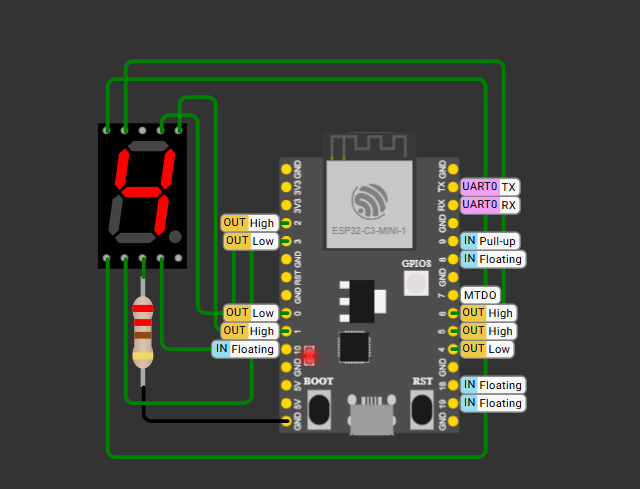 4
GND GND
3V3 TX UART0 TX
3V3 RX UART0 RX
OUT High 2 GND
ESP32-C3-MINI-1
OUT Low 3 9 IN Pull-up
GND 8 IN Floating
GPIO8
RST GND
GND 7 MTDO
OUT Low 0 6 OUT High
OUT High 1 5 OUT High
IN Floating 10 4 OUT Low
GND GND
BOOT RST
5V 18 IN Floating
5V 19 IN Floating
GND GND